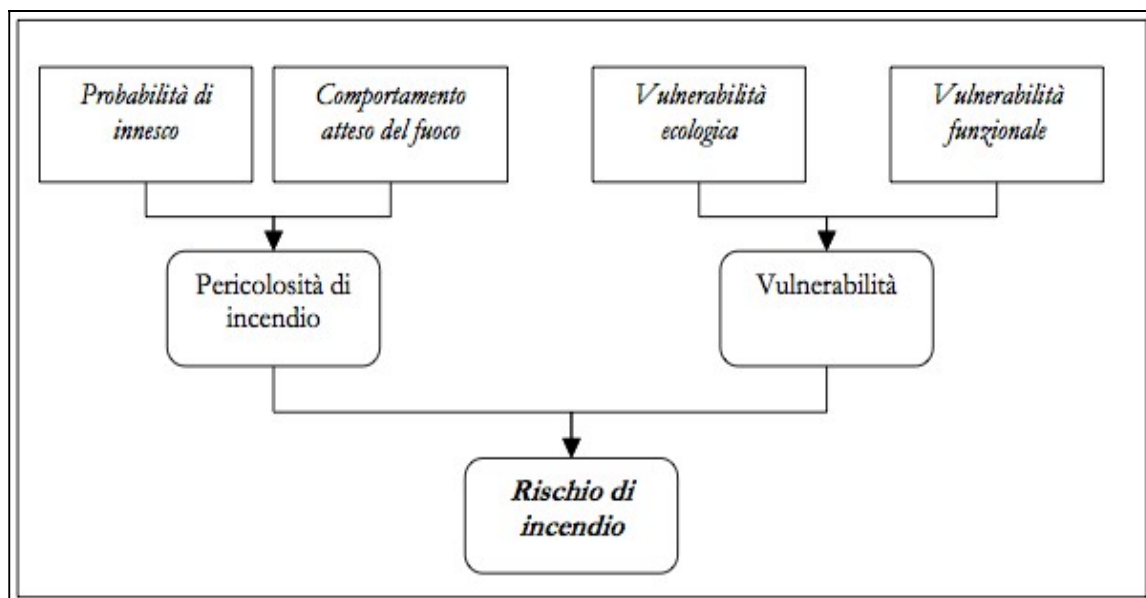 Probabilità di
innesco
Comportamento
atteso del fuoco
Vulnerabilità
ecologica
Vulnerabilità
funzionale
Pericolosità di
incendio
Vulnerabilità
Rischio di
incendio